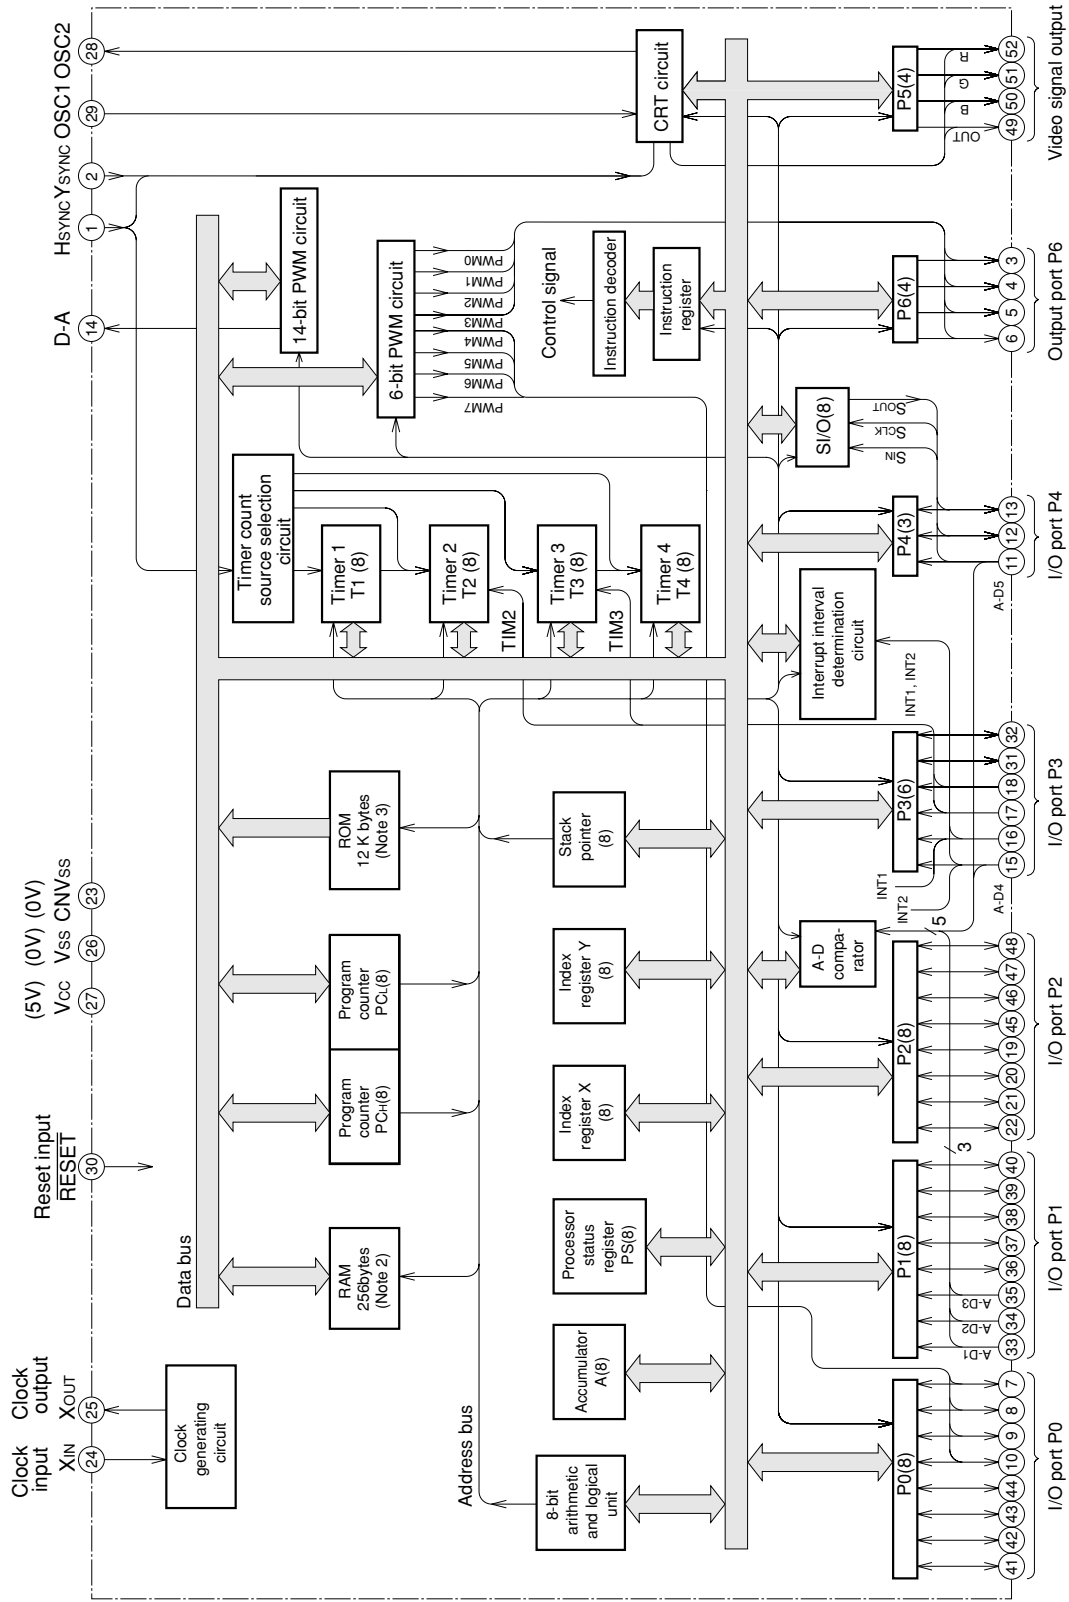 Clock
input
XIN
24
Clock
output
XOUT
25
Reset input
RESET
30
(5V)
VCC
27
(0V)
VSS
26
(0V)
CNVSS
23
D-A
14
HSYNC
1
YSYNC
2
OSC1
29
OSC2
28
Clock
generating
circuit
Data bus
RAM
256bytes
(Note 2)
Program
counter
PCH(8)
Program
counter
PCL(8)
ROM
12 K bytes
(Note 3)
Timer count
source selection
circuit
Timer 1
T1 (8)
Timer 2
T2 (8)
Timer 3
T3 (8)
Timer 4
T4 (8)
TIM2
TIM3
14-bit PWM circuit
6-bit PWM circuit
PWM7
PWM6
PWM5
PWM4
PWM3
PWM2
PWM1
PWM0
Control signal
Instruction decoder
Instruction
register
CRT circuit
Address bus
8-bit
arithmetic
and logical
unit
Accumulator
A(8)
Processor
status
register
PS(8)
Index
register X
(8)
Index
register Y
(8)
Stack
pointer
(8)
A-D
compa-
rator
Interrupt interval
determination
circuit
SI/O(8)
SIN
SCLK
SOUT
INT1
INT2
INT1, INT2
P0(8)
P1(8)
P2(8)
P3(6)
P4(3)
P6(4)
P5(4)
3
5
A-D1
A-D2
A-D3
A-D4
A-D5
OUT
B
G
R
41
42
43
44
10
9
8
7
33
34
35
36
37
38
39
40
22
21
20
19
45
46
47
48
15
16
17
18
31
32
11
12
13
6
5
4
3
49
50
51
52
I/O port P0
I/O port P1
I/O port P2
I/O port P3
I/O port P4
Output port P6
Video signal output